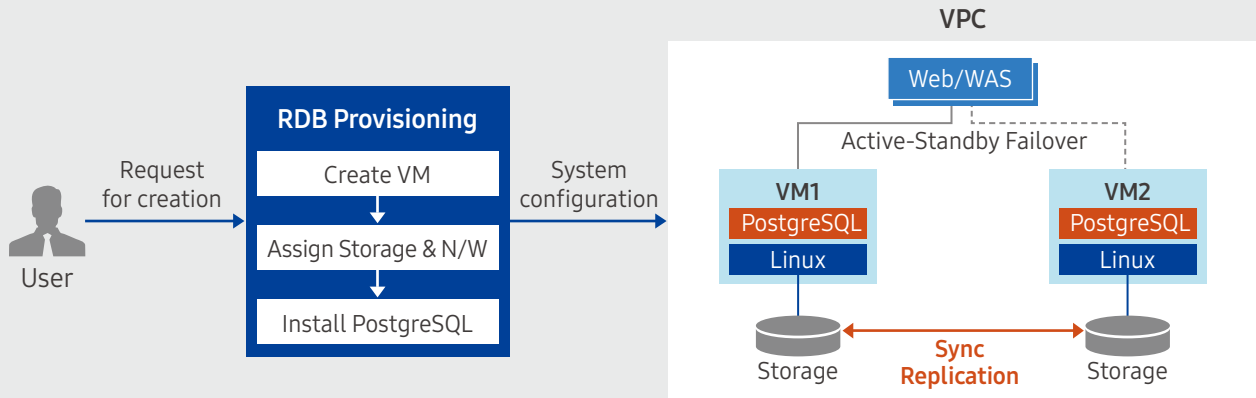 User
Request
for creation
RDB Provisioning
Create VM
Assign Storage & N/W
Install PostgreSQL
System
configuration
VPC
Web/WAS
Active-Standby Failover
VM1
PostgreSQL
Linux
Storage
VM2
PostgreSQL
Linux
Storage
Sync
Replication